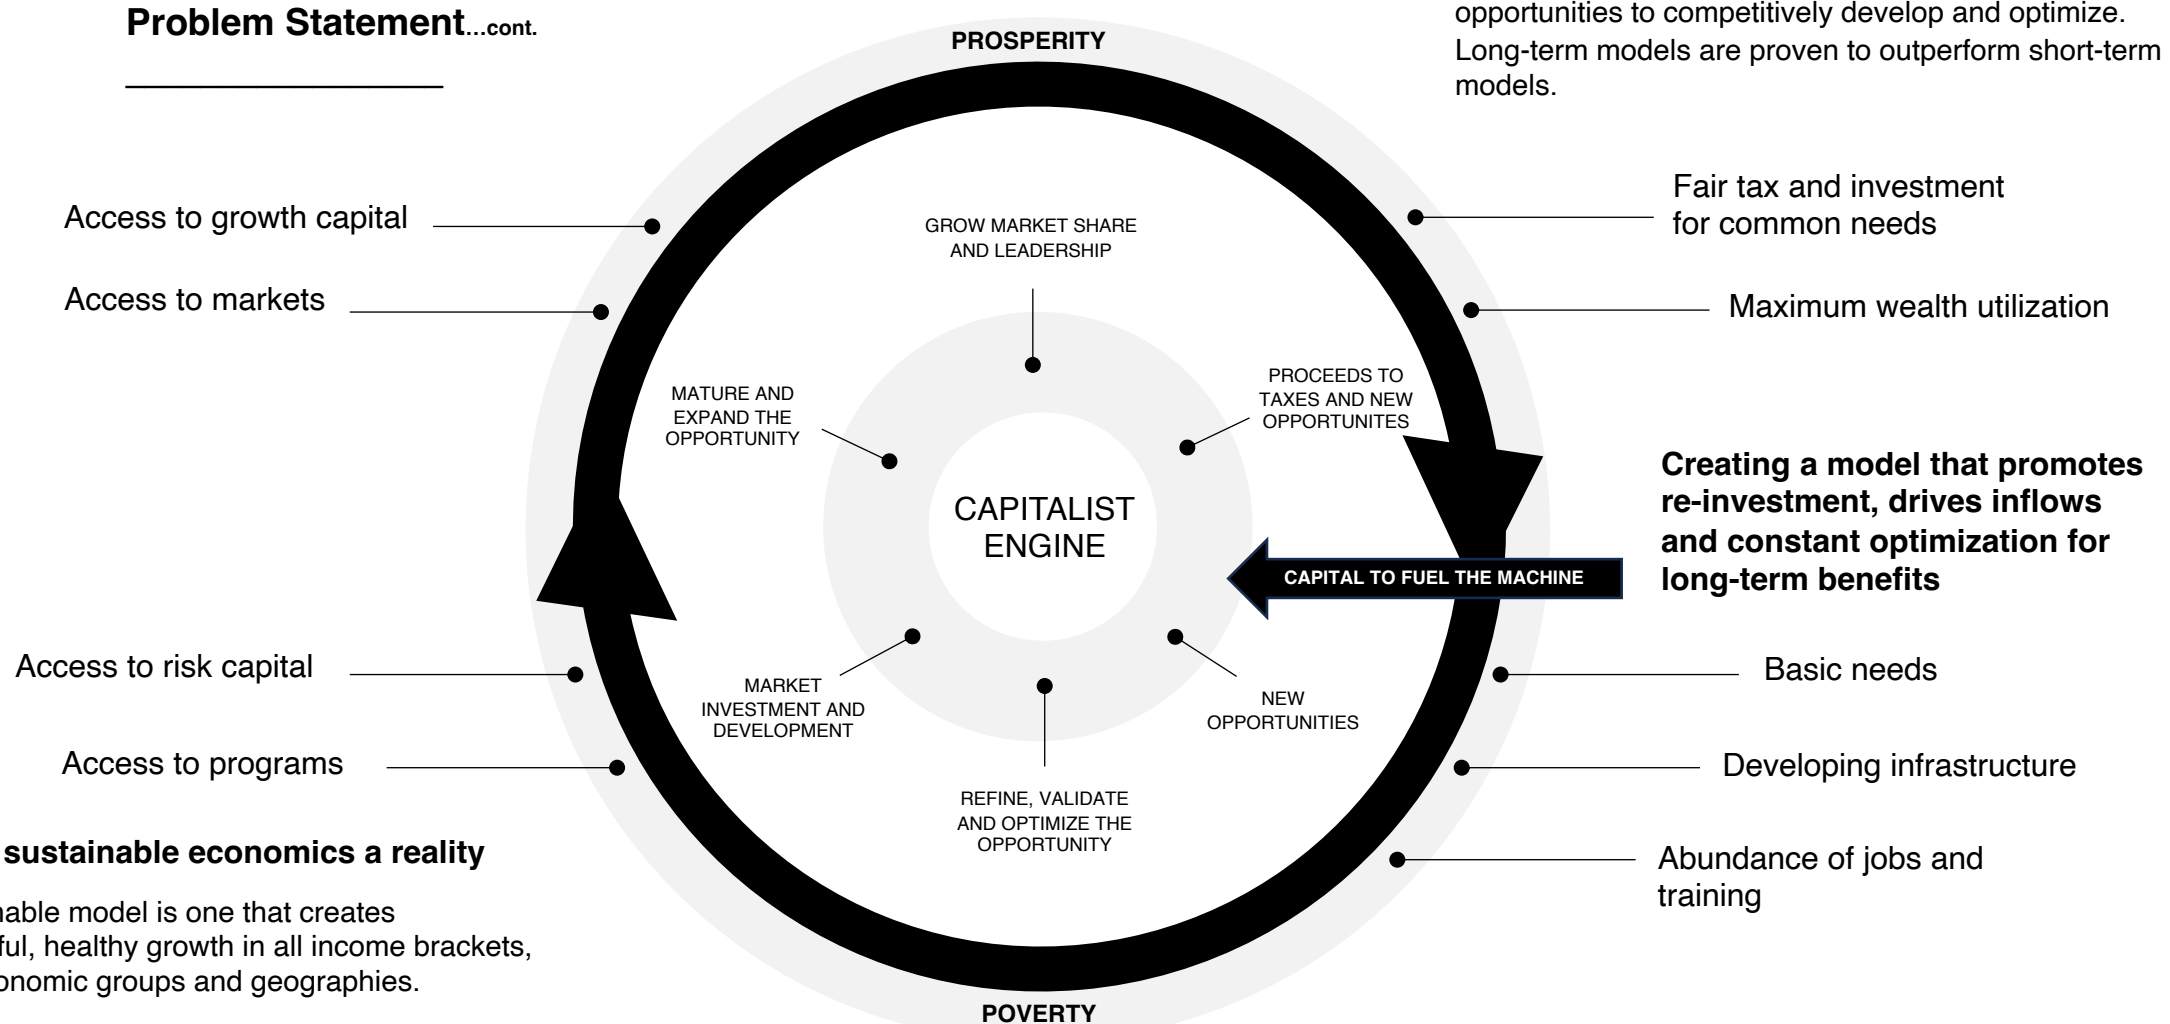 Problem Statement...cont.
opportunities to competitively develop and optimize.
Long-term models are proven to outperform short-term
models.
PROSPERITY
Access to growth capital
Access to markets
Fair tax and investment
for common needs
Maximum wealth utilization
GROW MARKET SHARE
AND LEADERSHIP
MATURE AND
EXPAND THE
OPPORTUNITY
PROCEEDS TO
TAXES AND NEW
OPPORTUNITES
CAPITALIST
ENGINE
CAPITAL TO FUEL THE MACHINE
Creating a model that promotes
re-investment, drives inflows
and constant optimization for
long-term benefits
MARKET
INVESTMENT AND
DEVELOPMENT
NEW
OPPORTUNITIES
REFINE, VALIDATE
AND OPTIMIZE THE
OPPORTUNITY
Access to risk capital
Access to programs
Basic needs
Developing infrastructure
Abundance of jobs and
training
sustainable economics a reality
model is one that creates
healthy growth in all income brackets,
groups and geographies.
POVERTY